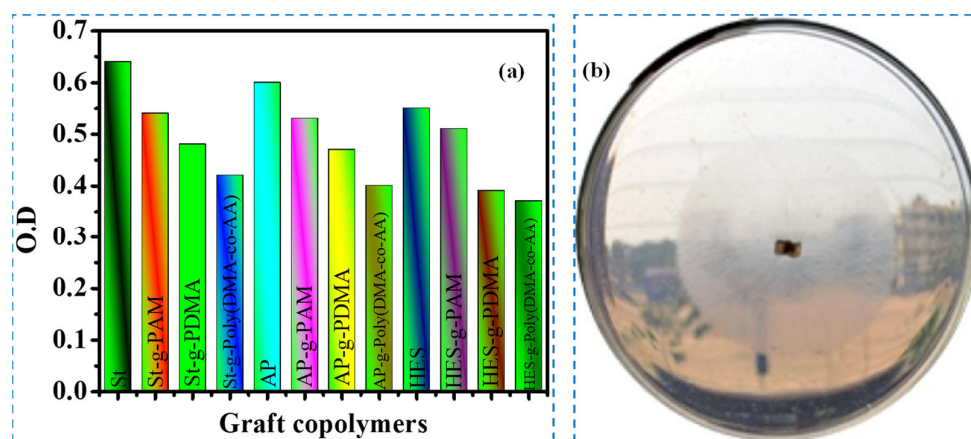 0.7
(a)
0.6
0.5
0.4
0.3
0.2
0.1
0.0
O.D
St
St-g-PAM
St-g-PDMA
St-g-Poly(DMA-co-AA)
AP
AP-g-PAM
AP-g-PDMA
AP-g-Poly(DMA-co-AA)
HES
HES-g-PAM
HES-g-PDMA
HES-g-Poly(DMA-co-AA)
Graft copolymers
(b)